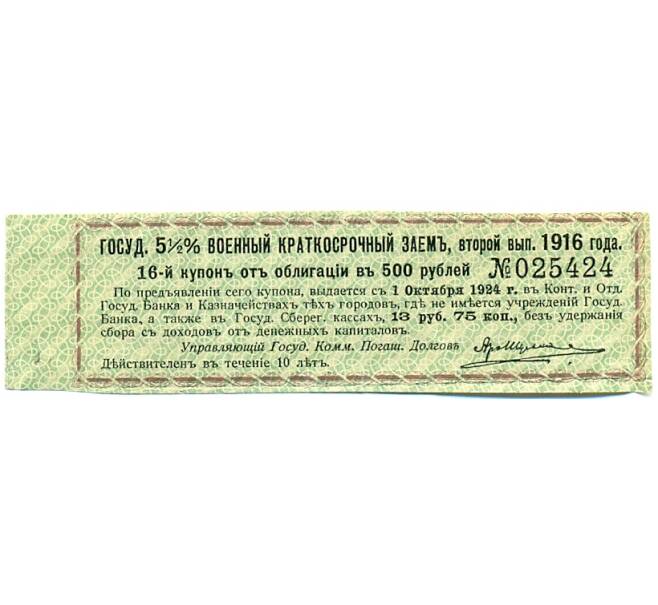 ГОСУД. 5½% ВОЕННЫЙ КРАТКОСРОЧНЫЙ ЗАЕМЪ, второй вып. 1916 года.
16-й купонъ отъ облигаціи въ 500 рублей №025424
По предъявленіи сего купона, выдается съ 1 Октября 1924 г. въ Конт. и Отд.
Госуд. Банка и Казначействахъ тѣхъ городовъ, гдѣ не имѣется учрежденій Госуд.
Банка, а также въ Госуд. Сберег. кассахъ, 13 руб. 75 коп., безъ удержанія
сбора съ доходовъ отъ денежныхъ капиталовъ.
Управляющій Госуд. Комм. Погаш. Долговъ
Дѣйствителенъ въ теченіе 10 лѣтъ.